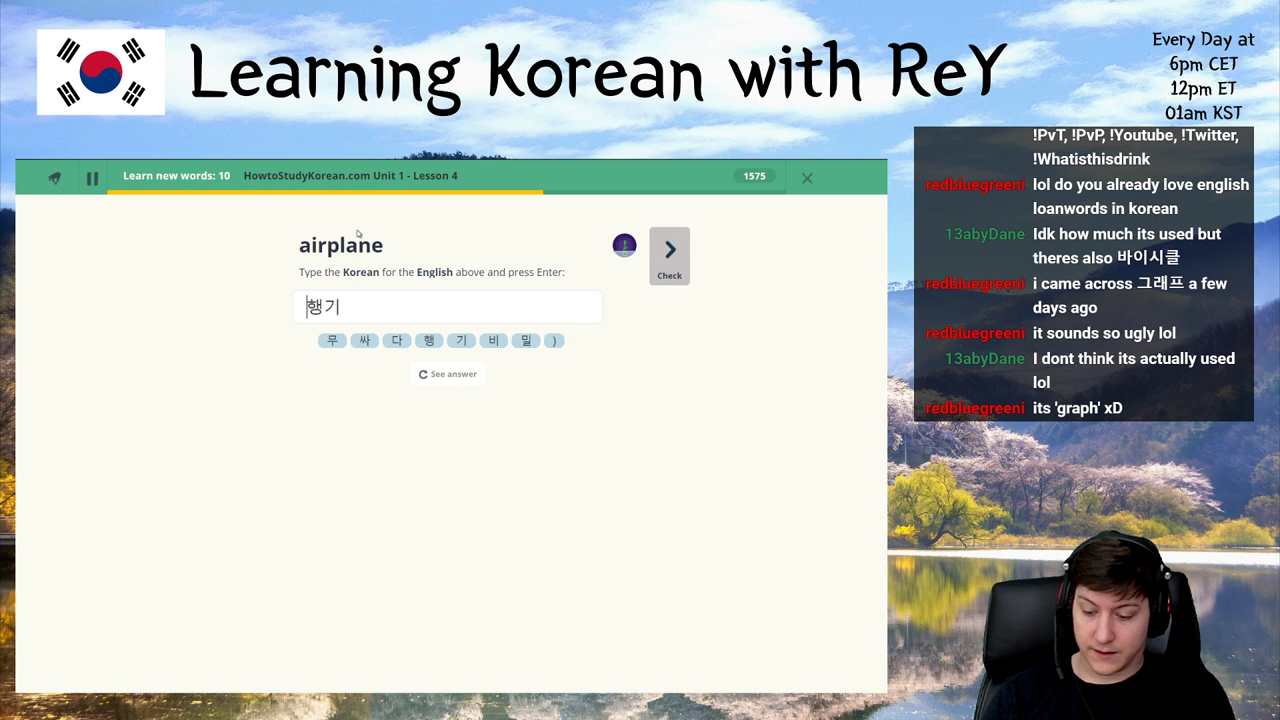 Learning Korean with ReY
Every Day at
6pm CET
12pm ET
01am KST
!PvT, !PvP, !Youtube, !Twitter,
!Whatisthisdrink
redbluegreeni lol do you already love english
loanwords in korean
13abyDane Idk how much its used but
theres also 바이시클
redbluegreeni i came across 그래프 a few
days ago
redbluegreeni it sounds so ugly lol
13abyDane I dont think its actually used
lol
redbluegreeni its 'graph' xD
Learn new words: 10 HowtoStudyKorean.com Unit 1 - Lesson 4 1575
airplane
Type the Korean for the English above and press Enter:
Check
행기
무 싸 다 행 기 비 밀 )
See answer